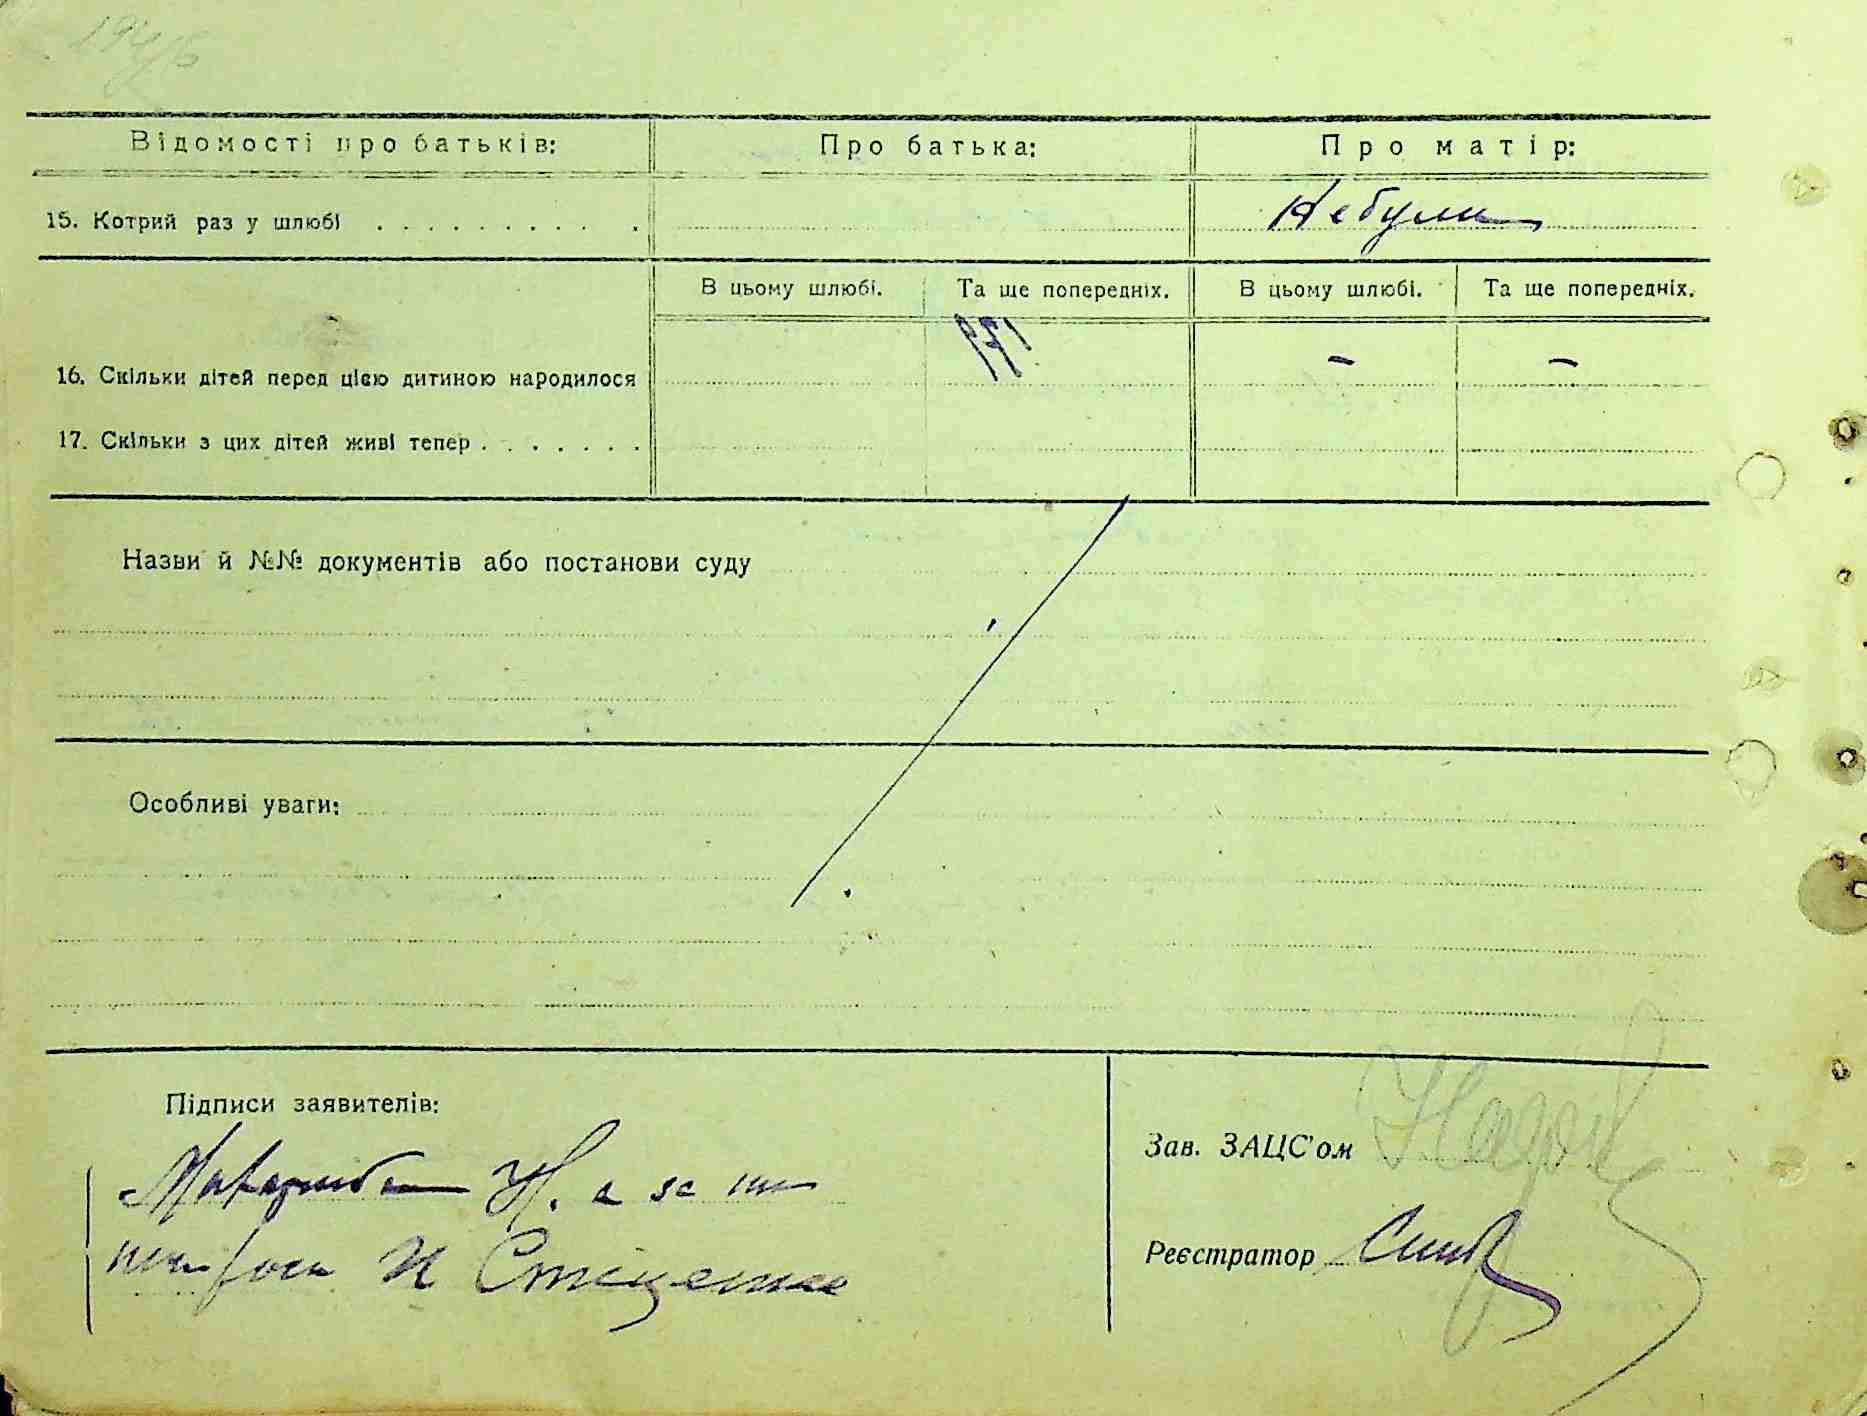 Відомості про батьків: Про батька: Про матір:
15. Котрий раз у шлюбі Не була
В цьому шлюбі. Та ще попередніх. В цьому шлюбі. Та ще попередніх.
16. Скільки дітей перед цією дитиною народилося - -
17. Скільки з цих дітей живі тепер
Назви й №№ документів або постанови суду
Особливі уваги:
Підписи заявителів:
Зав. ЗАЦС'ом
Н. а за
Реєстратор